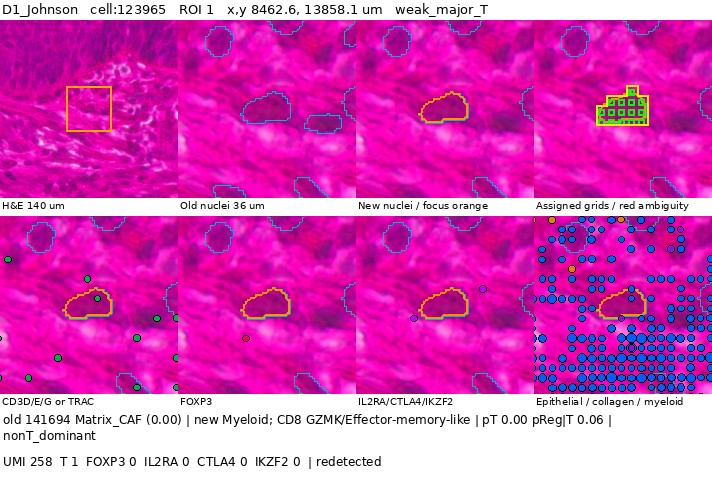 D1_Johnson cell:123965 ROI 1 x,y 8462.6, 13858.1 um weak_major_T
H&E 140 um
Old nuclei 36 um
New nuclei / focus orange
Assigned grids / red ambiguity
CD3D/E/G or TRAC
FOXP3
IL2RA/CTLA4/IKZF2
Epithelial / collagen / myeloid
old 141694 Matrix_CAF (0.00) | new Myeloid; CD8 GZMK/Effector-memory-like | pT 0.00 pReg|T 0.06 |
nonT_dominant
UMI 258 T 1 FOXP3 0 IL2RA 0 CTLA4 0 IKZF2 0 | redetected